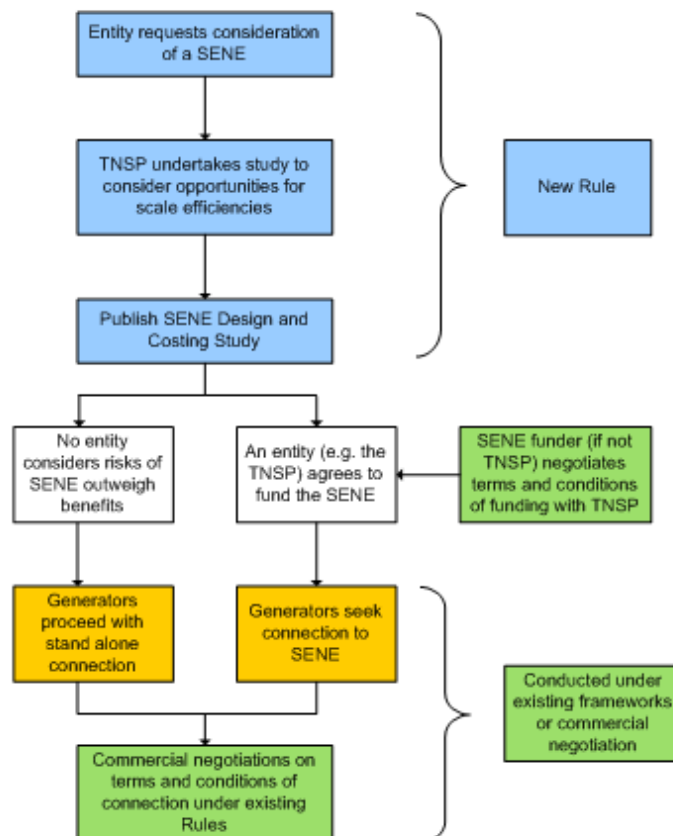 Entity requests consideration
of a SENE
TNSP undertakes study to
consider opportunities for
scale efficiencies
New Rule
Publish SENE Design and
Costing Study
No entity
considers risks of
SENE outweigh
benefits
An entity (e.g. the
TNSP) agrees to
fund the SENE
SENE funder (if not
TNSP) negotiates
terms and conditions
of funding with TNSP
Generators
proceed with
stand alone
connection
Generators seek
connection to
SENE
Conducted under
existing frameworks
or commercial
negotiation
Commercial negotiations on
terms and conditions of
connection under existing
Rules